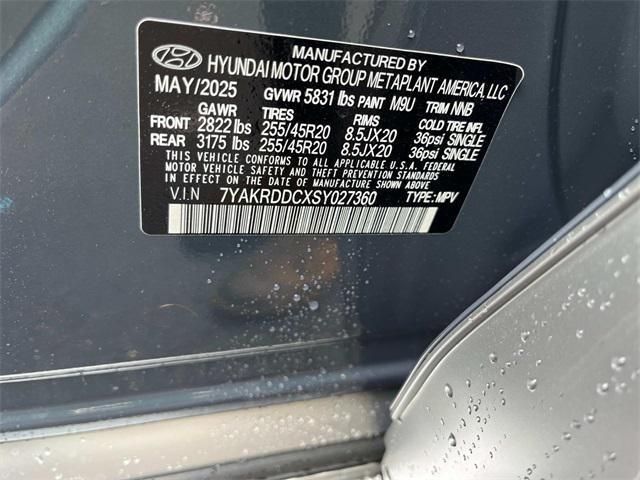 MANUFACTURED BY
HYUNDAI MOTOR GROUP METAPLANT AMERICA, LLC
MAY/2025 GVWR 5831 lbs PAINT M9U TRIM NNB
GAWR TIRES RIMS COLD TIRE INFL
FRONT 2822 lbs 255/45R20 8.5JX20 36psi SINGLE
REAR 3175 lbs 255/45R20 8.5JX20 36psi SINGLE
THIS VEHICLE CONFORMS TO ALL APPLICABLE U.S.A. FEDERAL
MOTOR VEHICLE SAFETY AND THEFT PREVENTION STANDARDS
IN EFFECT ON THE DATE OF MANUFACTURE SHOWN ABOVE
V.I.N 7YAKRDDCXSY027360 TYPE:MPV